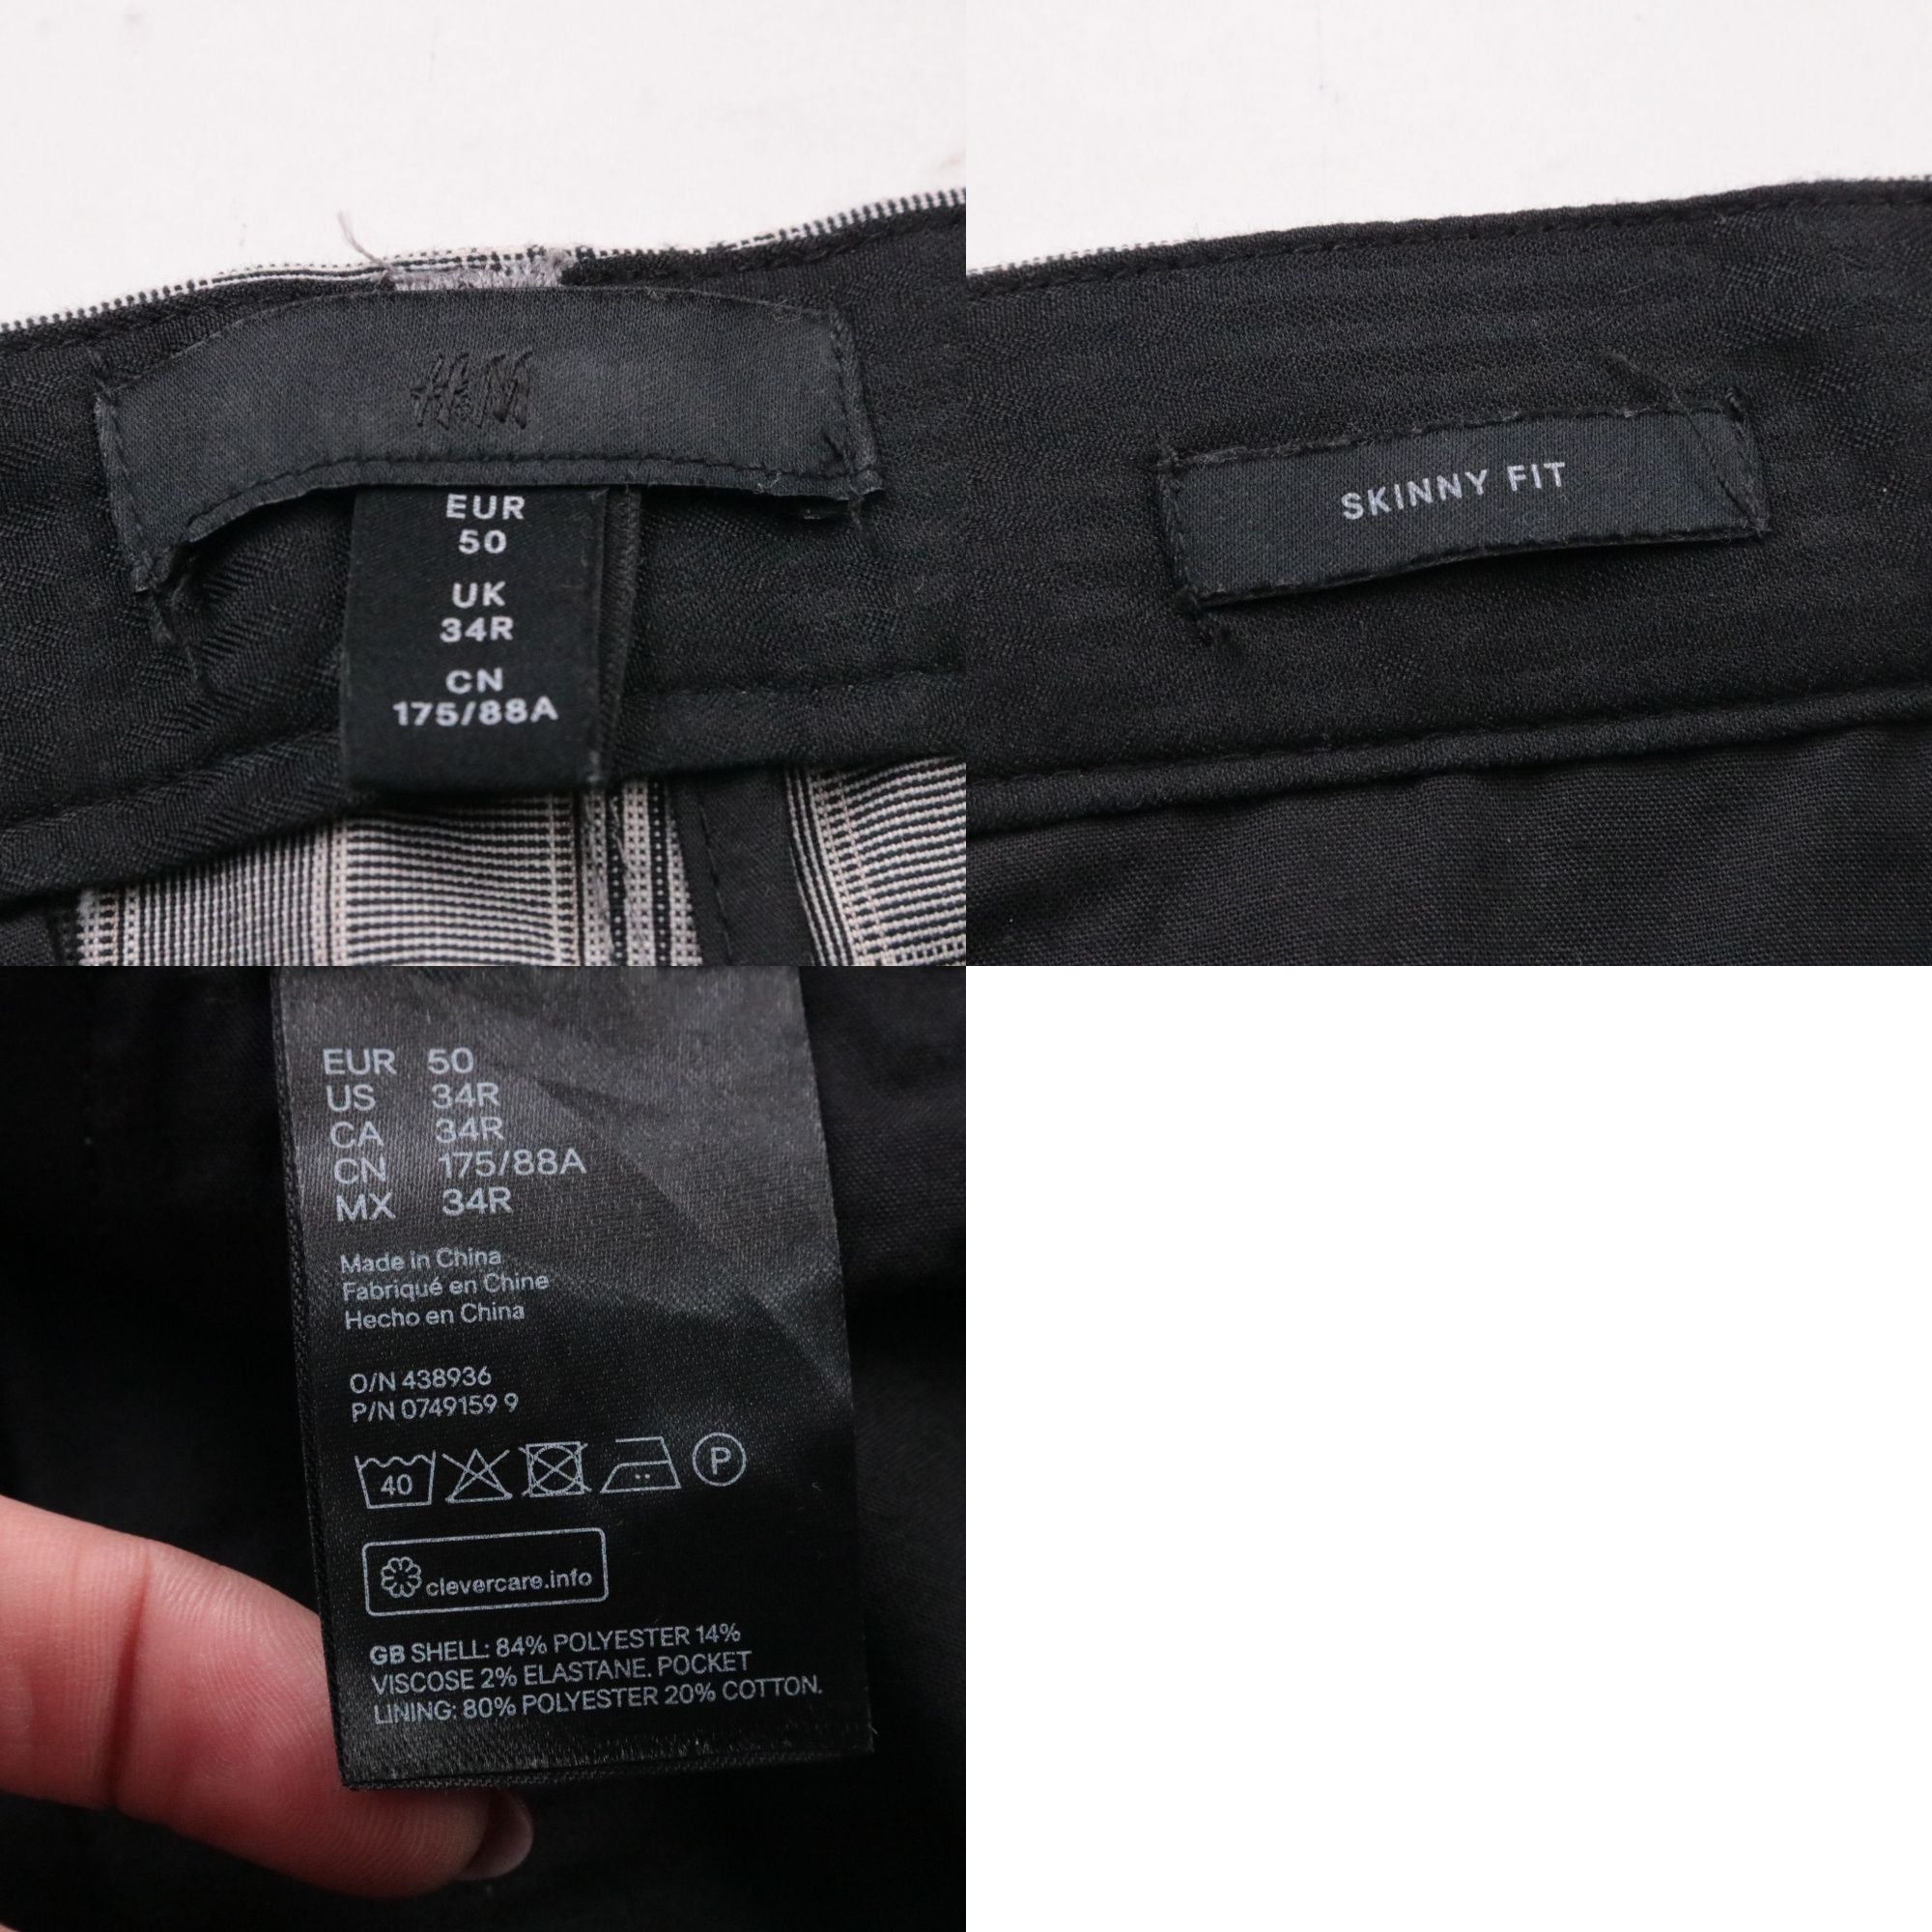 H&M
EUR
50
UK
34R
CN
175/88A
SKINNY FIT
EUR 50
US 34R
CA 34R
CN 175/88A
MX 34R
Made in China
Fabriqué en Chine
Hecho en China
O/N 438936
P/N 0749159 9
40
P
clevercare.info
GB SHELL: 84% POLYESTER 14%
VISCOSE 2% ELASTANE. POCKET
LINING: 80% POLYESTER 20% COTTON.